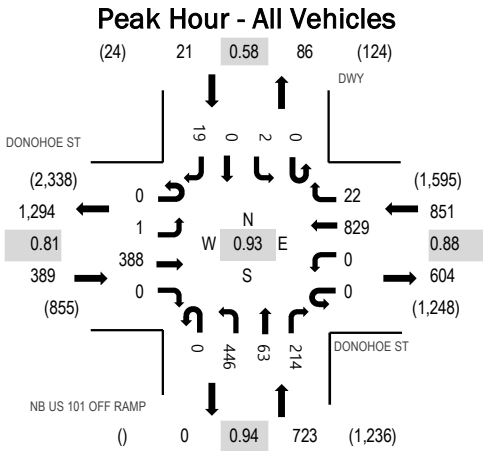 Peak Hour - All Vehicles
(24) 21 0.58 86 (124)
DWY
19 0 2 0
DONOHOE ST
(2,338) 0 22 (1,595)
1,294 1 N 829 851
0.81 W 0.93 E 0.88
389 388 S 0 604
(855) 0 0 (1,248)
0 446 63 214
DONOHOE ST
NB US 101 OFF RAMP
() 0 0.94 723 (1,236)